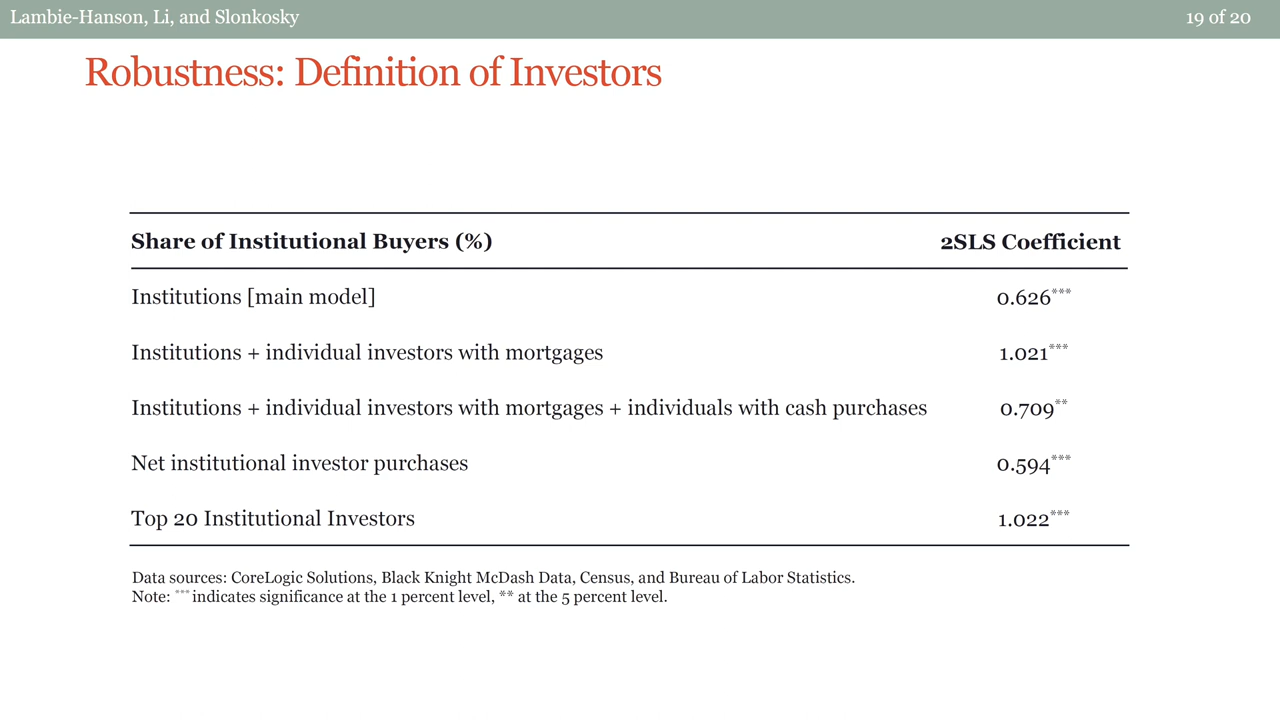 Lambie-Hanson, Li, and Slonkosky 19 of 20
Robustness: Definition of Investors
Share of Institutional Buyers (%) 2SLS Coefficient
Institutions [main model] 0.626***
Institutions + individual investors with mortgages 1.021***
Institutions + individual investors with mortgages + individuals with cash purchases 0.709**
Net institutional investor purchases 0.594***
Top 20 Institutional Investors 1.022***
Data sources: CoreLogic Solutions, Black Knight McDash Data, Census, and Bureau of Labor Statistics.
Note: *** indicates significance at the 1 percent level, ** at the 5 percent level.